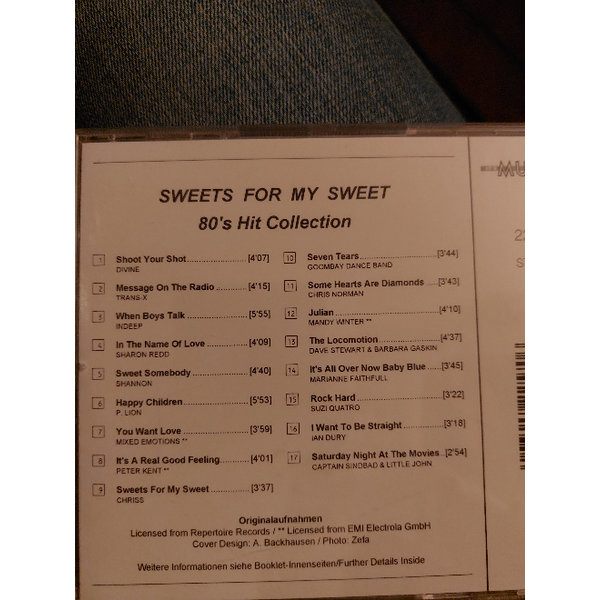 SWEETS FOR MY SWEET
80's Hit Collection
1 Shoot Your Shot [4'07]
DIVINE
2 Message On The Radio [4'15]
TRANS-X
3 When Boys Talk [5'55]
INDEEP
4 In The Name Of Love [4'09]
SHARON REDD
5 Sweet Somebody [4'40]
SHANNON
6 Happy Children [5'53]
P. LION
7 You Want Love [3'59]
MIXED EMOTIONS **
8 It's A Real Good Feeling [4'01]
PETER KENT **
9 Sweets For My Sweet [3'37]
CHRISS
10 Seven Tears [3'44]
GOOMBAY DANCE BAND
11 Some Hearts Are Diamonds [3'43]
CHRIS NORMAN
12 Julian [4'10]
MANDY WINTER **
13 The Locomotion [4'37]
DAVE STEWART & BARBARA GASKIN
14 It's All Over Now Baby Blue [3'45]
MARIANNE FAITHFULL
15 Rock Hard [3'22]
SUZI QUATRO
16 I Want To Be Straight [3'18]
IAN DURY
17 Saturday Night At The Movies [2'54]
CAPTAIN SINDBAD & LITTLE JOHN
Originalaufnahmen
Licensed from Repertoire Records / ** Licensed from EMI Electrola GmbH
Cover Design: A. Backhausen / Photo: Zefa
Weitere Informationen siehe Booklet-Innenseiten/Further Details Inside